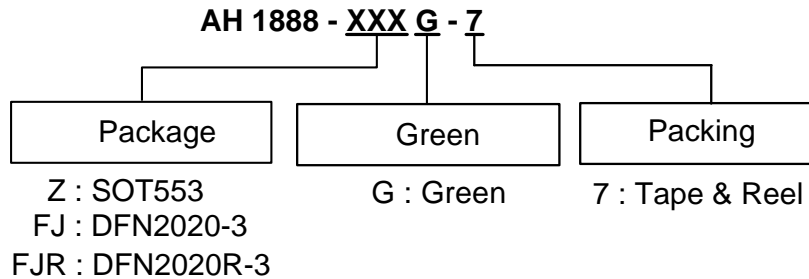 AH 1888 - XXX G - 7
Package Green Packing
Z : SOT553 G : Green 7 : Tape & Reel
FJ : DFN2020-3
FJR : DFN2020R-3